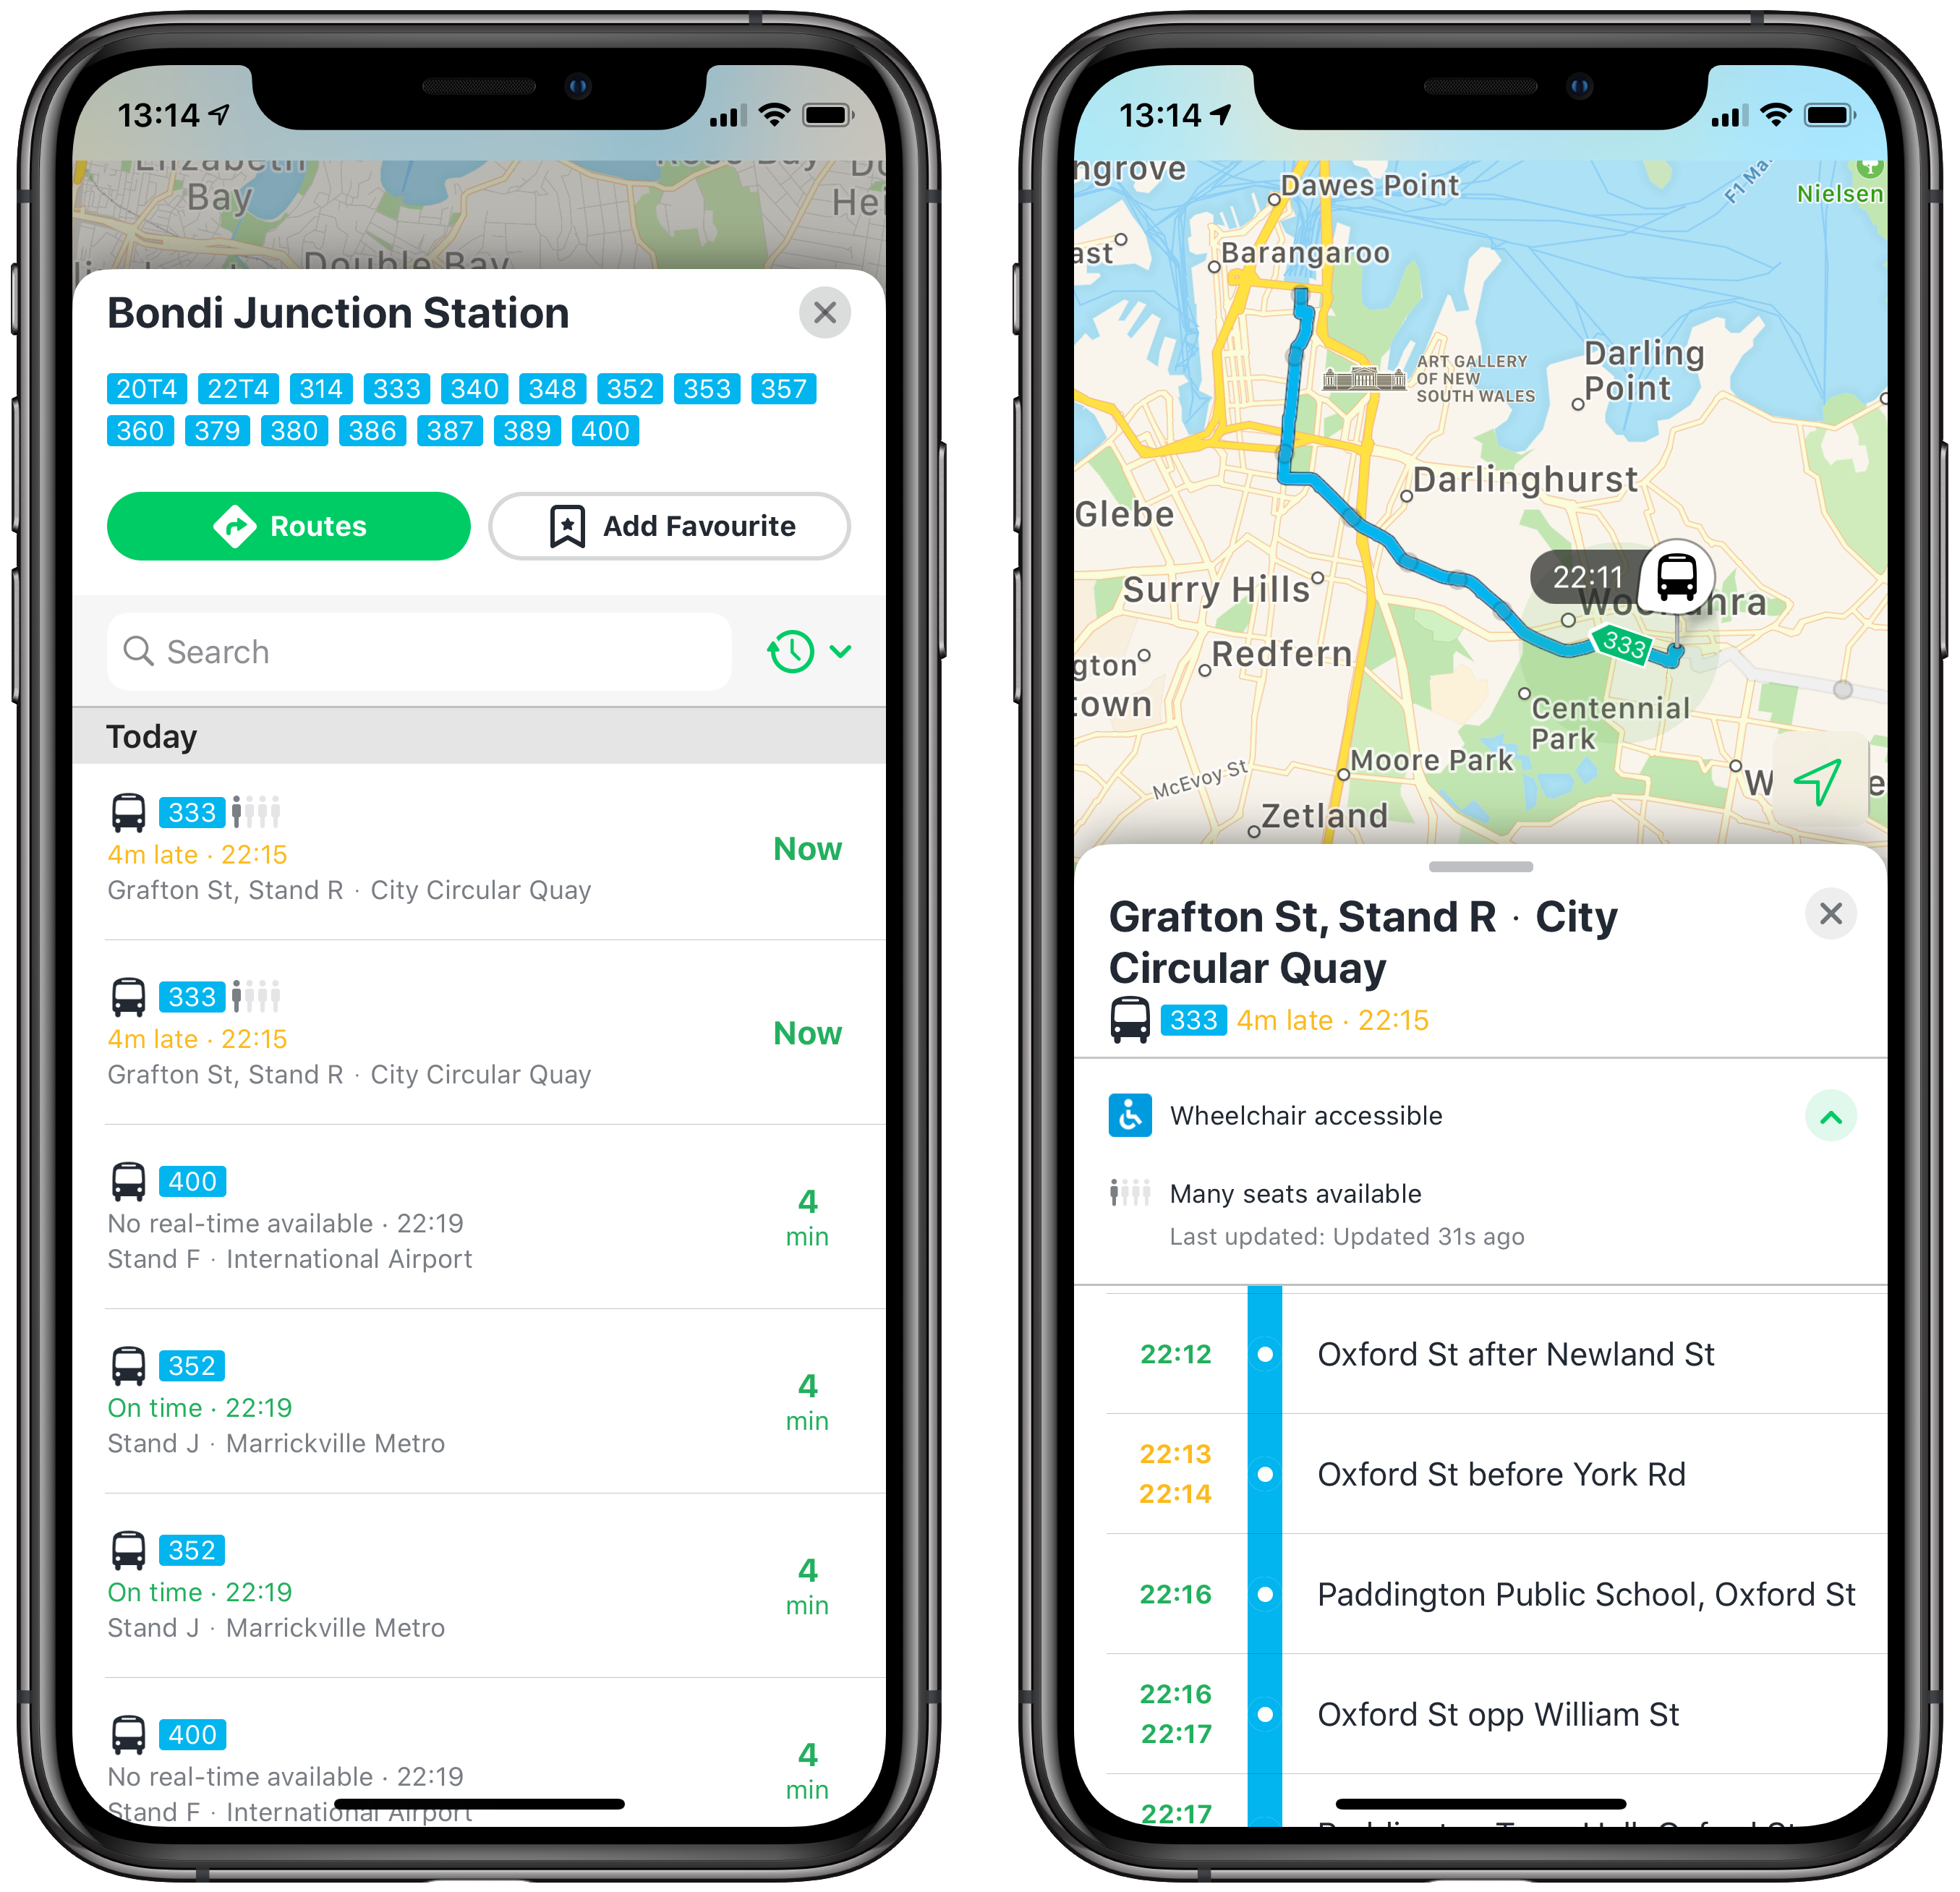 13:14
Elizabeth
Bay
Rose Bay
Double Bay
Bondi Junction Station
20T4 22T4 314 333 340 348 352 353 357
360 379 380 386 387 389 400
Routes
Add Favourite
Search
Today
333
4m late · 22:15
Grafton St, Stand R · City Circular Quay
Now
333
4m late · 22:15
Grafton St, Stand R · City Circular Quay
Now
400
No real-time available · 22:19
Stand F · International Airport
4
min
352
On time · 22:19
Stand J · Marrickville Metro
4
min
352
On time · 22:19
Stand J · Marrickville Metro
4
min
400
No real-time available · 22:19
Stand F · International Airport
4
min
13:14
ngrove
Dawes Point
F1 Ma
Nielsen
ast
Barangaroo
ART GALLERY
OF NEW
SOUTH WALES
Darling
Point
Darlinghurst
Glebe
22:11
Surry Hills
333
Redfern
gton
town
Centennial
Park
Moore Park
McEvoy St
Zetland
Grafton St, Stand R · City
Circular Quay
333 4m late · 22:15
Wheelchair accessible
Many seats available
Last updated: Updated 31s ago
22:12
Oxford St after Newland St
22:13
22:14
Oxford St before York Rd
22:16
Paddington Public School, Oxford St
22:16
22:17
Oxford St opp William St
22:17